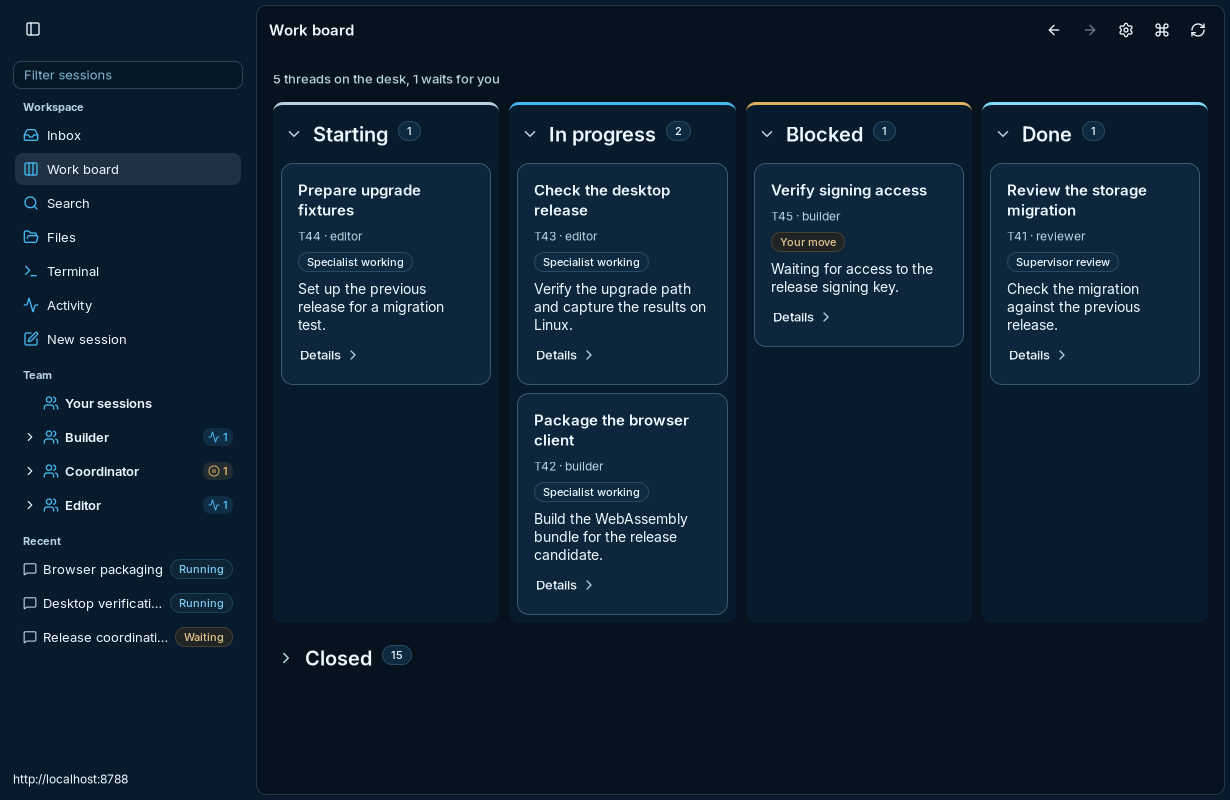 Work board
Filter sessions
Workspace
Inbox
Work board
Search
Files
Terminal
Activity
New session
Team
Your sessions
Builder 1
Coordinator 1
Editor 1
Recent
Browser packaging Running
Desktop verificati... Running
Release coordinati... Waiting
http://localhost:8788
5 threads on the desk, 1 waits for you
Starting 1
Prepare upgrade
fixtures
T44 · editor
Specialist working
Set up the previous
release for a migration
test.
Details
In progress 2
Check the desktop
release
T43 · editor
Specialist working
Verify the upgrade path
and capture the results on
Linux.
Details
Package the browser
client
T42 · builder
Specialist working
Build the WebAssembly
bundle for the release
candidate.
Details
Blocked 1
Verify signing access
T45 · builder
Your move
Waiting for access to the
release signing key.
Details
Done 1
Review the storage
migration
T41 · reviewer
Supervisor review
Check the migration
against the previous
release.
Details
Closed 15